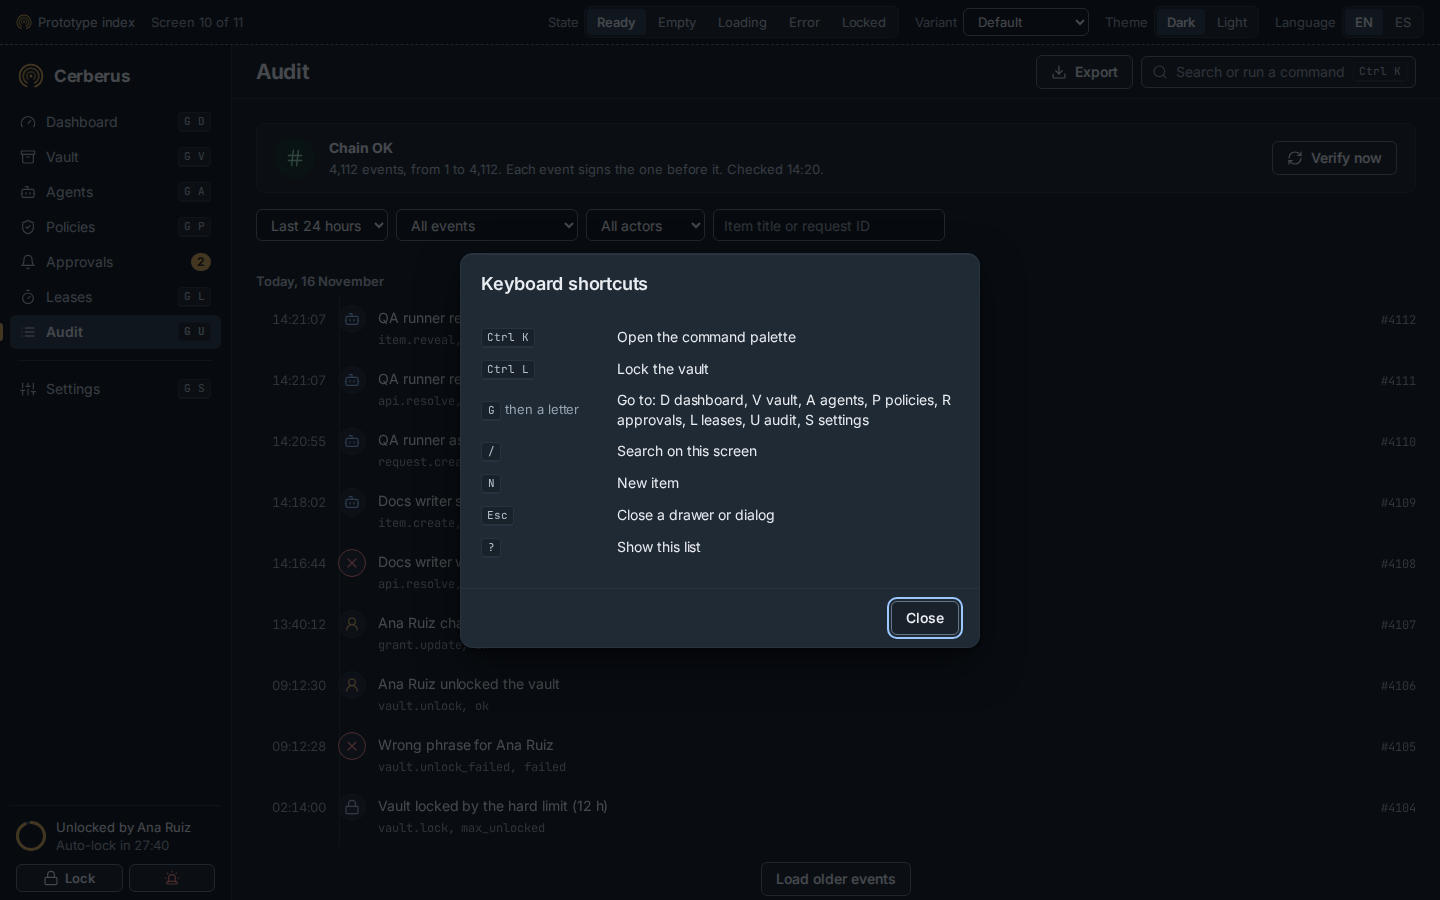 Prototype index Screen 10 of 11 State Ready Empty Loading Error Locked Variant Default Theme Dark Light Language EN ES
Cerberus
Dashboard G D
Vault G V
Agents G A
Policies G P
Approvals 2
Leases G L
Audit G U
Settings G S
Unlocked by Ana Ruiz
Auto-lock in 27:40
Lock
Audit
Export
Search or run a command Ctrl K
Chain OK
4,112 events, from 1 to 4,112. Each event signs the one before it. Checked 14:20.
Verify now
Last 24 hours All events All actors Item title or request ID
Today, 16 November
14:21:07 QA runner re #4112
item.reveal,
14:21:07 QA runner re #4111
api.resolve,
14:20:55 QA runner as #4110
request.crea
14:18:02 Docs writer s #4109
item.create,
14:16:44 Docs writer w #4108
api.resolve,
13:40:12 Ana Ruiz cha #4107
grant.update,
09:12:30 Ana Ruiz unlocked the vault #4106
vault.unlock, ok
09:12:28 Wrong phrase for Ana Ruiz #4105
vault.unlock_failed, failed
02:14:00 Vault locked by the hard limit (12 h) #4104
vault.lock, max_unlocked
Load older events
Keyboard shortcuts
Ctrl K Open the command palette
Ctrl L Lock the vault
G then a letter Go to: D dashboard, V vault, A agents, P policies, R
approvals, L leases, U audit, S settings
/ Search on this screen
N New item
Esc Close a drawer or dialog
? Show this list
Close